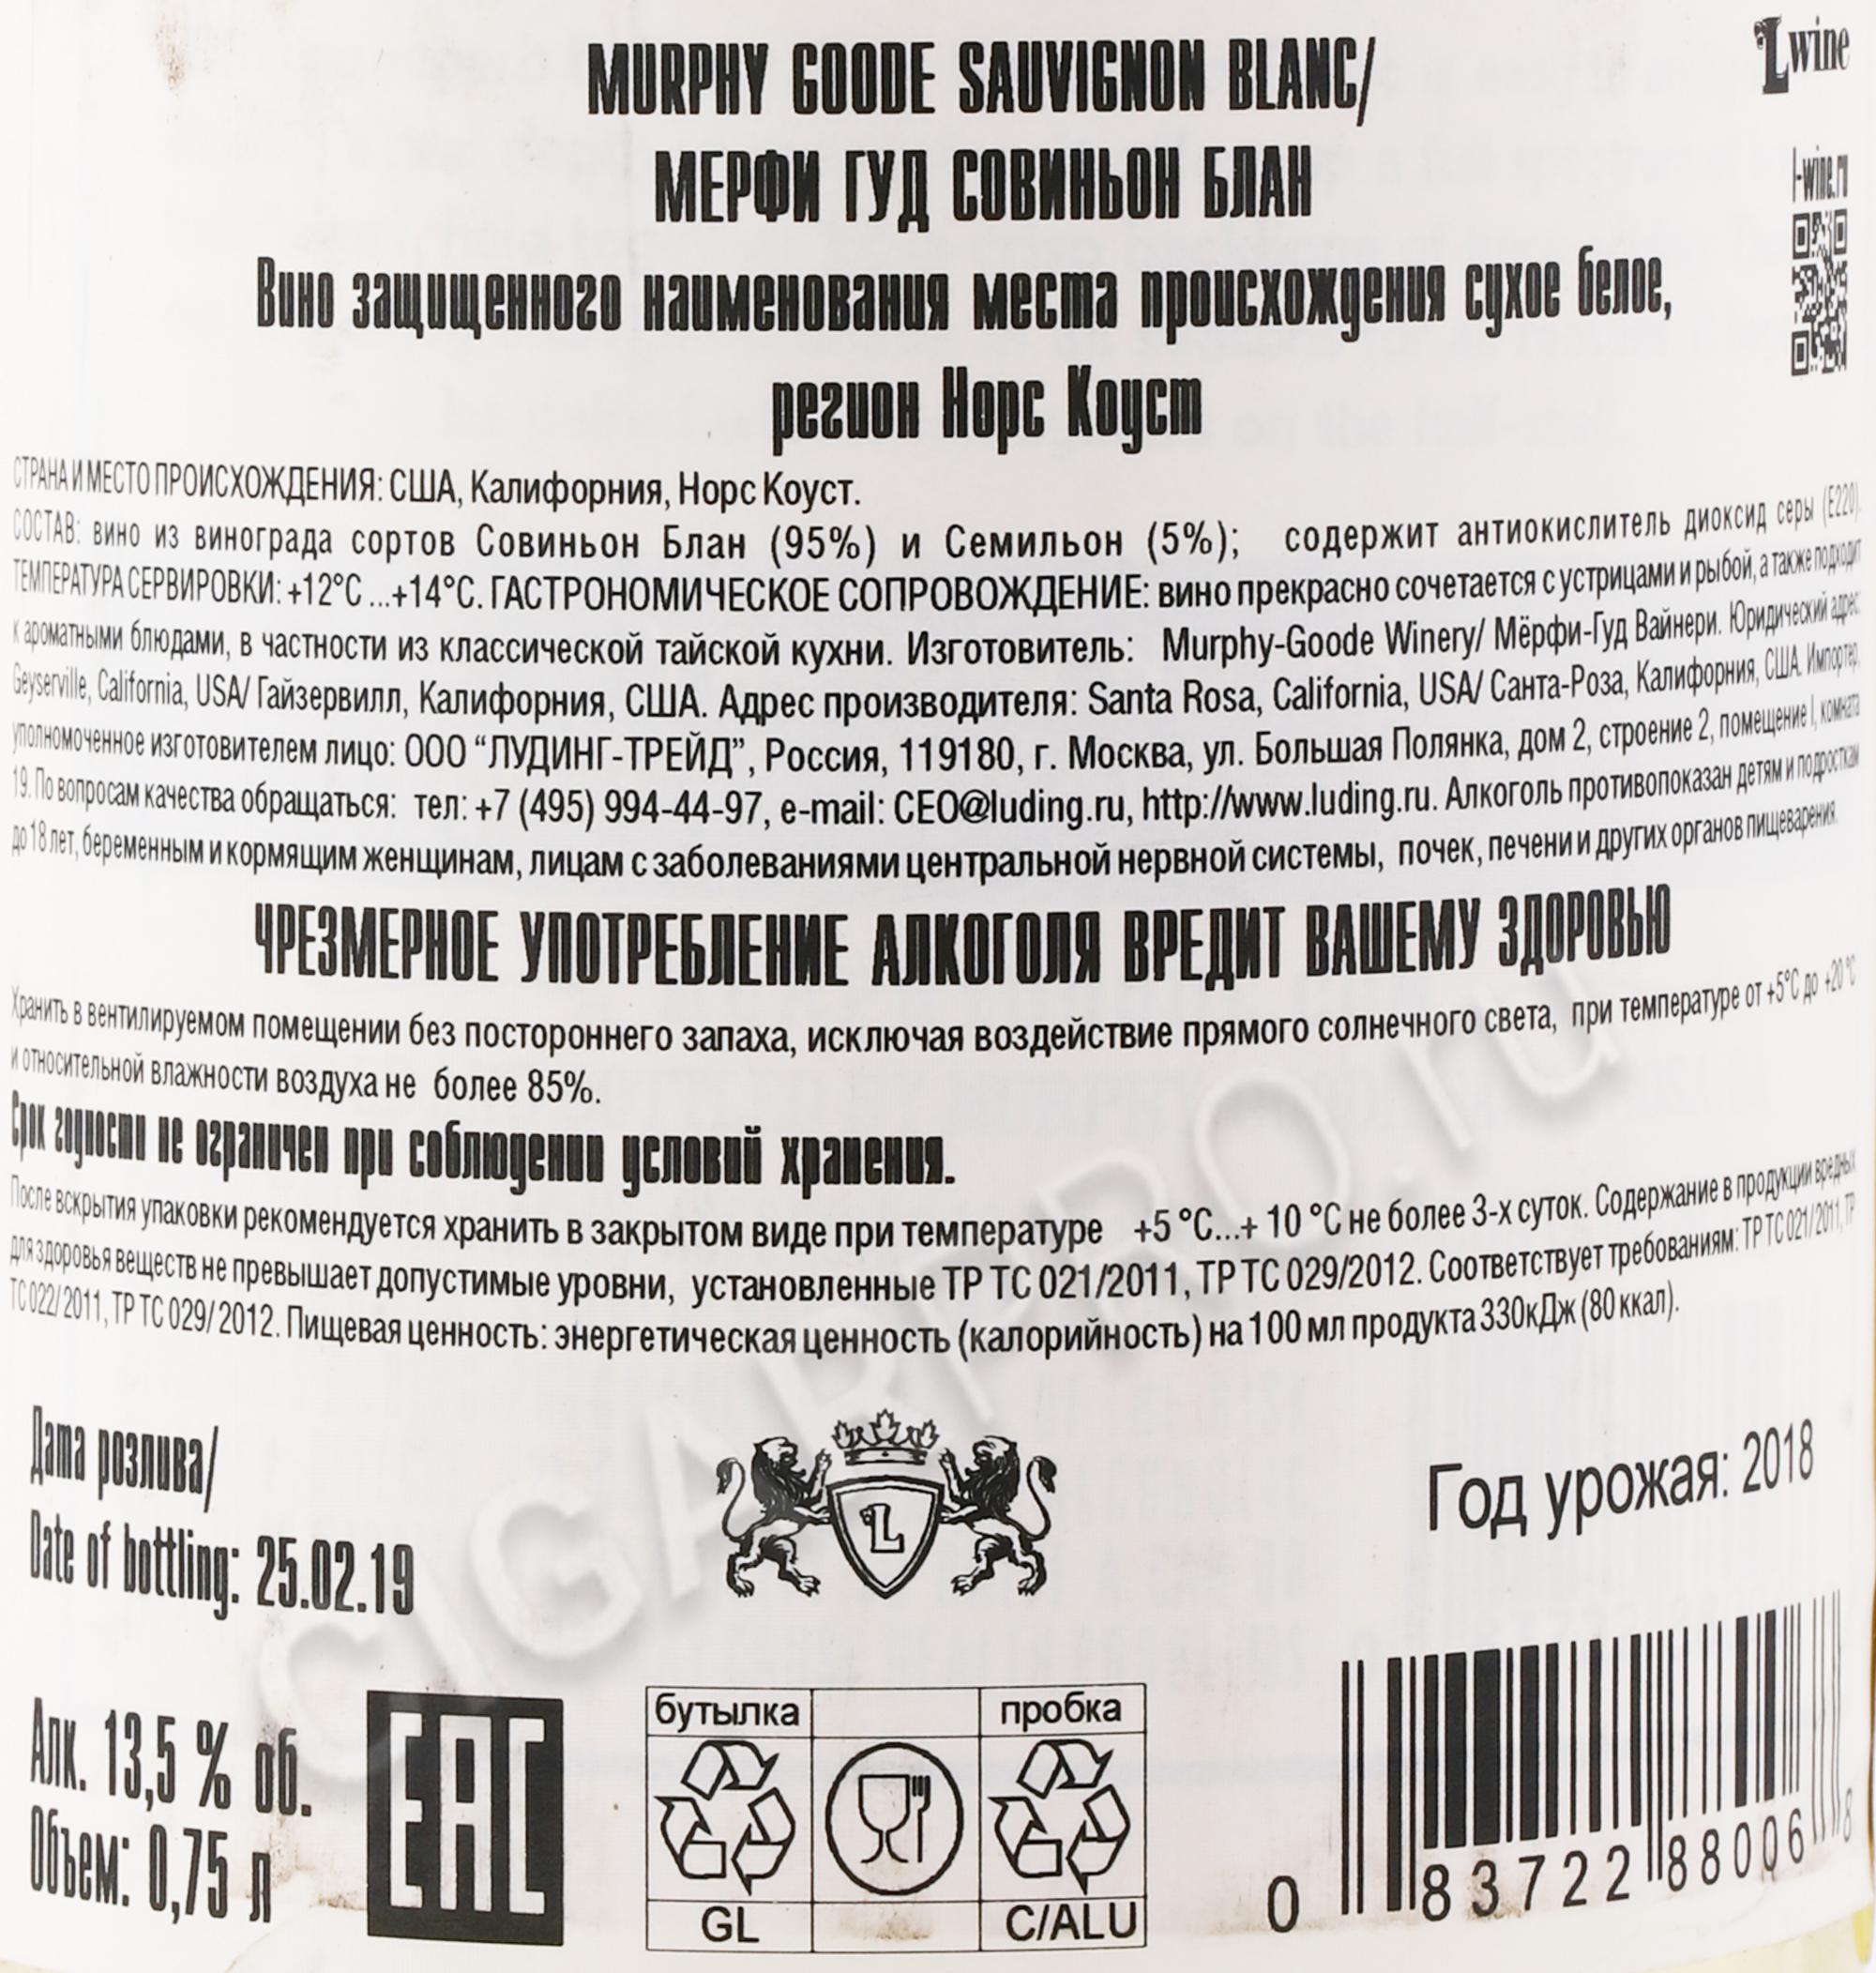 Lwine
MURPHY GOODE SAUVIGNON BLANC/
МЕРФИ ГУД СОВИНЬОН БЛАН
l-wine.ru
Вино защищенного наименования места происхождения сухое белое,
регион Норс Коуст
СТРАНА И МЕСТО ПРОИСХОЖДЕНИЯ: США, Калифорния, Норс Коуст.
СОСТАВ: вино из винограда сортов Совиньон Блан (95%) и Семильон (5%); содержит антиокислитель диоксид серы (Е220).
ТЕМПЕРАТУРА СЕРВИРОВКИ: +12°C ...+14°C. ГАСТРОНОМИЧЕСКОЕ СОПРОВОЖДЕНИЕ: вино прекрасно сочетается с устрицами и рыбой, а также подходит
к ароматными блюдами, в частности из классической тайской кухни. Изготовитель: Murphy-Goode Winery/ Мёрфи-Гуд Вайнери. Юридический адрес:
Geyserville, California, USA/ Гайзервилл, Калифорния, США. Адрес производителя: Santa Rosa, California, USA/ Санта-Роза, Калифорния, США. Импортер,
уполномоченное изготовителем лицо: ООО “ЛУДИНГ-ТРЕЙД”, Россия, 119180, г. Москва, ул. Большая Полянка, дом 2, строение 2, помещение I, комната
19. По вопросам качества обращаться: тел: +7 (495) 994-44-97, e-mail: CEO@luding.ru, http://www.luding.ru. Алкоголь противопоказан детям и подросткам
до 18 лет, беременным и кормящим женщинам, лицам с заболеваниями центральной нервной системы, почек, печени и других органов пищеварения.
ЧРЕЗМЕРНОЕ УПОТРЕБЛЕНИЕ АЛКОГОЛЯ ВРЕДИТ ВАШЕМУ ЗДОРОВЬЮ
Хранить в вентилируемом помещении без постороннего запаха, исключая воздействие прямого солнечного света, при температуре от +5°C до +20 °C
и относительной влажности воздуха не более 85%.
Срок годности не ограничен при соблюдении условий хранения.
После вскрытия упаковки рекомендуется хранить в закрытом виде при температуре +5 °C...+ 10 °C не более 3-х суток. Содержание в продукции вредных
для здоровья веществ не превышает допустимые уровни, установленные ТР ТС 021/2011, ТР ТС 029/2012. Соответствует требованиям: ТР ТС 021/2011, ТР
ТС 022/2011, ТР ТС 029/2012. Пищевая ценность: энергетическая ценность (калорийность) на 100 мл продукта 330кДж (80 ккал).
Дата розлива/
Date of bottling: 25.02.19
L
Год урожая: 2018
Алк. 13,5 % об.
Объем: 0,75 л
EAC
бутылка
пробка
GL
C/ALU
0 83722 88006 8
CIGARPRO.ru